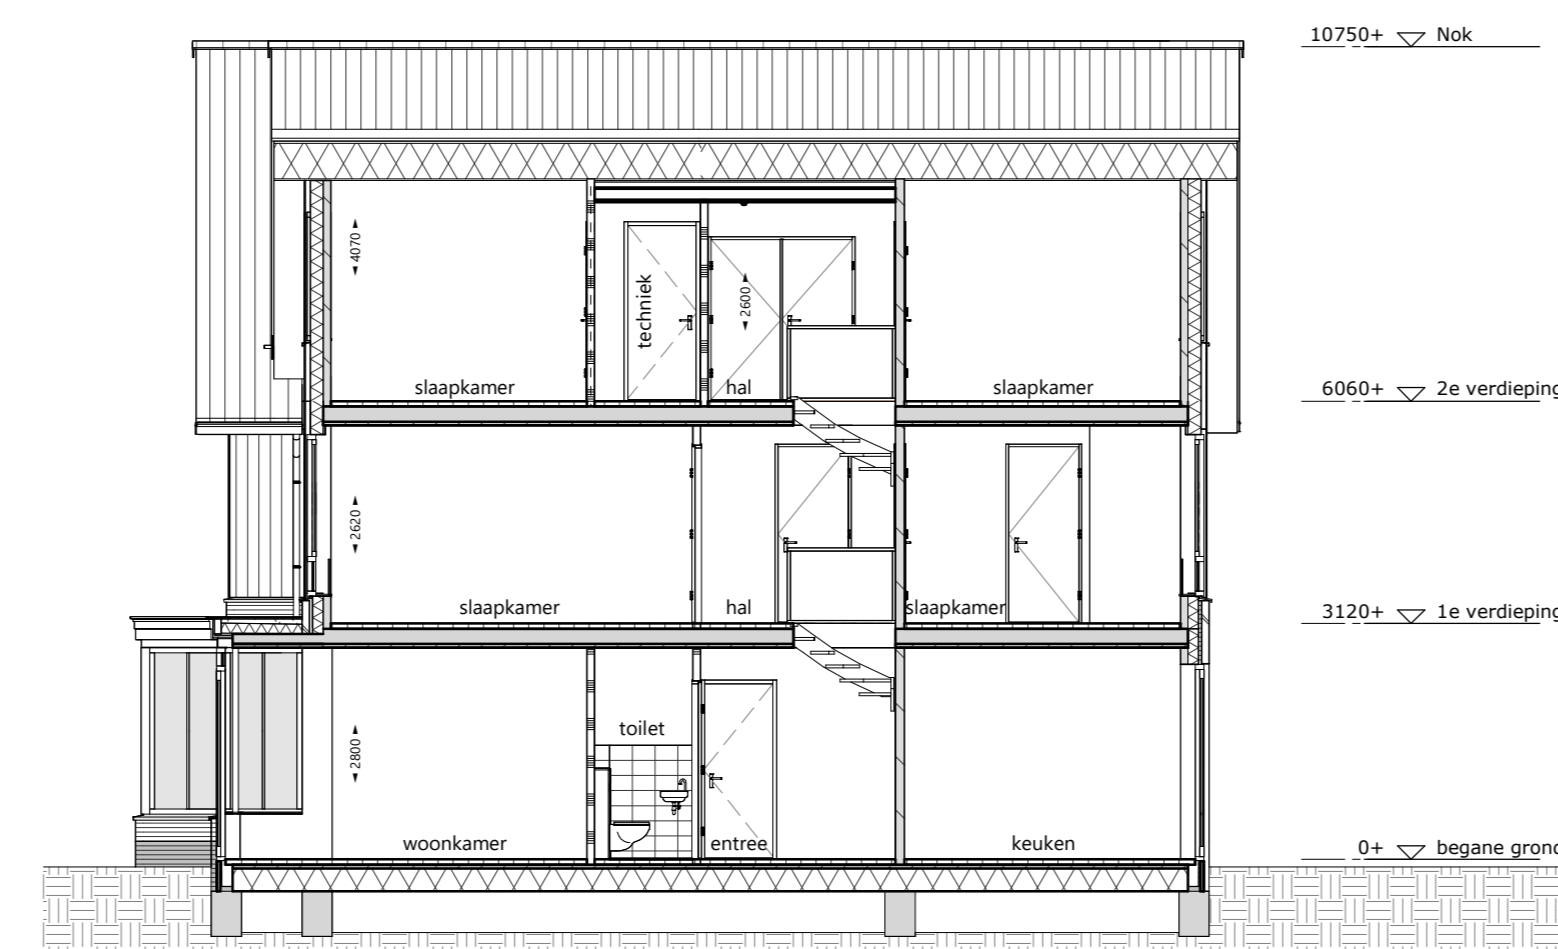 10750+ Nok
4070
techniek
2600
slaapkamer
hal
slaapkamer
6060+ 2e verdieping
2620
slaapkamer
hal
slaapkamer
3120+ 1e verdieping
toilet
2800
woonkamer
entree
keuken
0+ begane grond